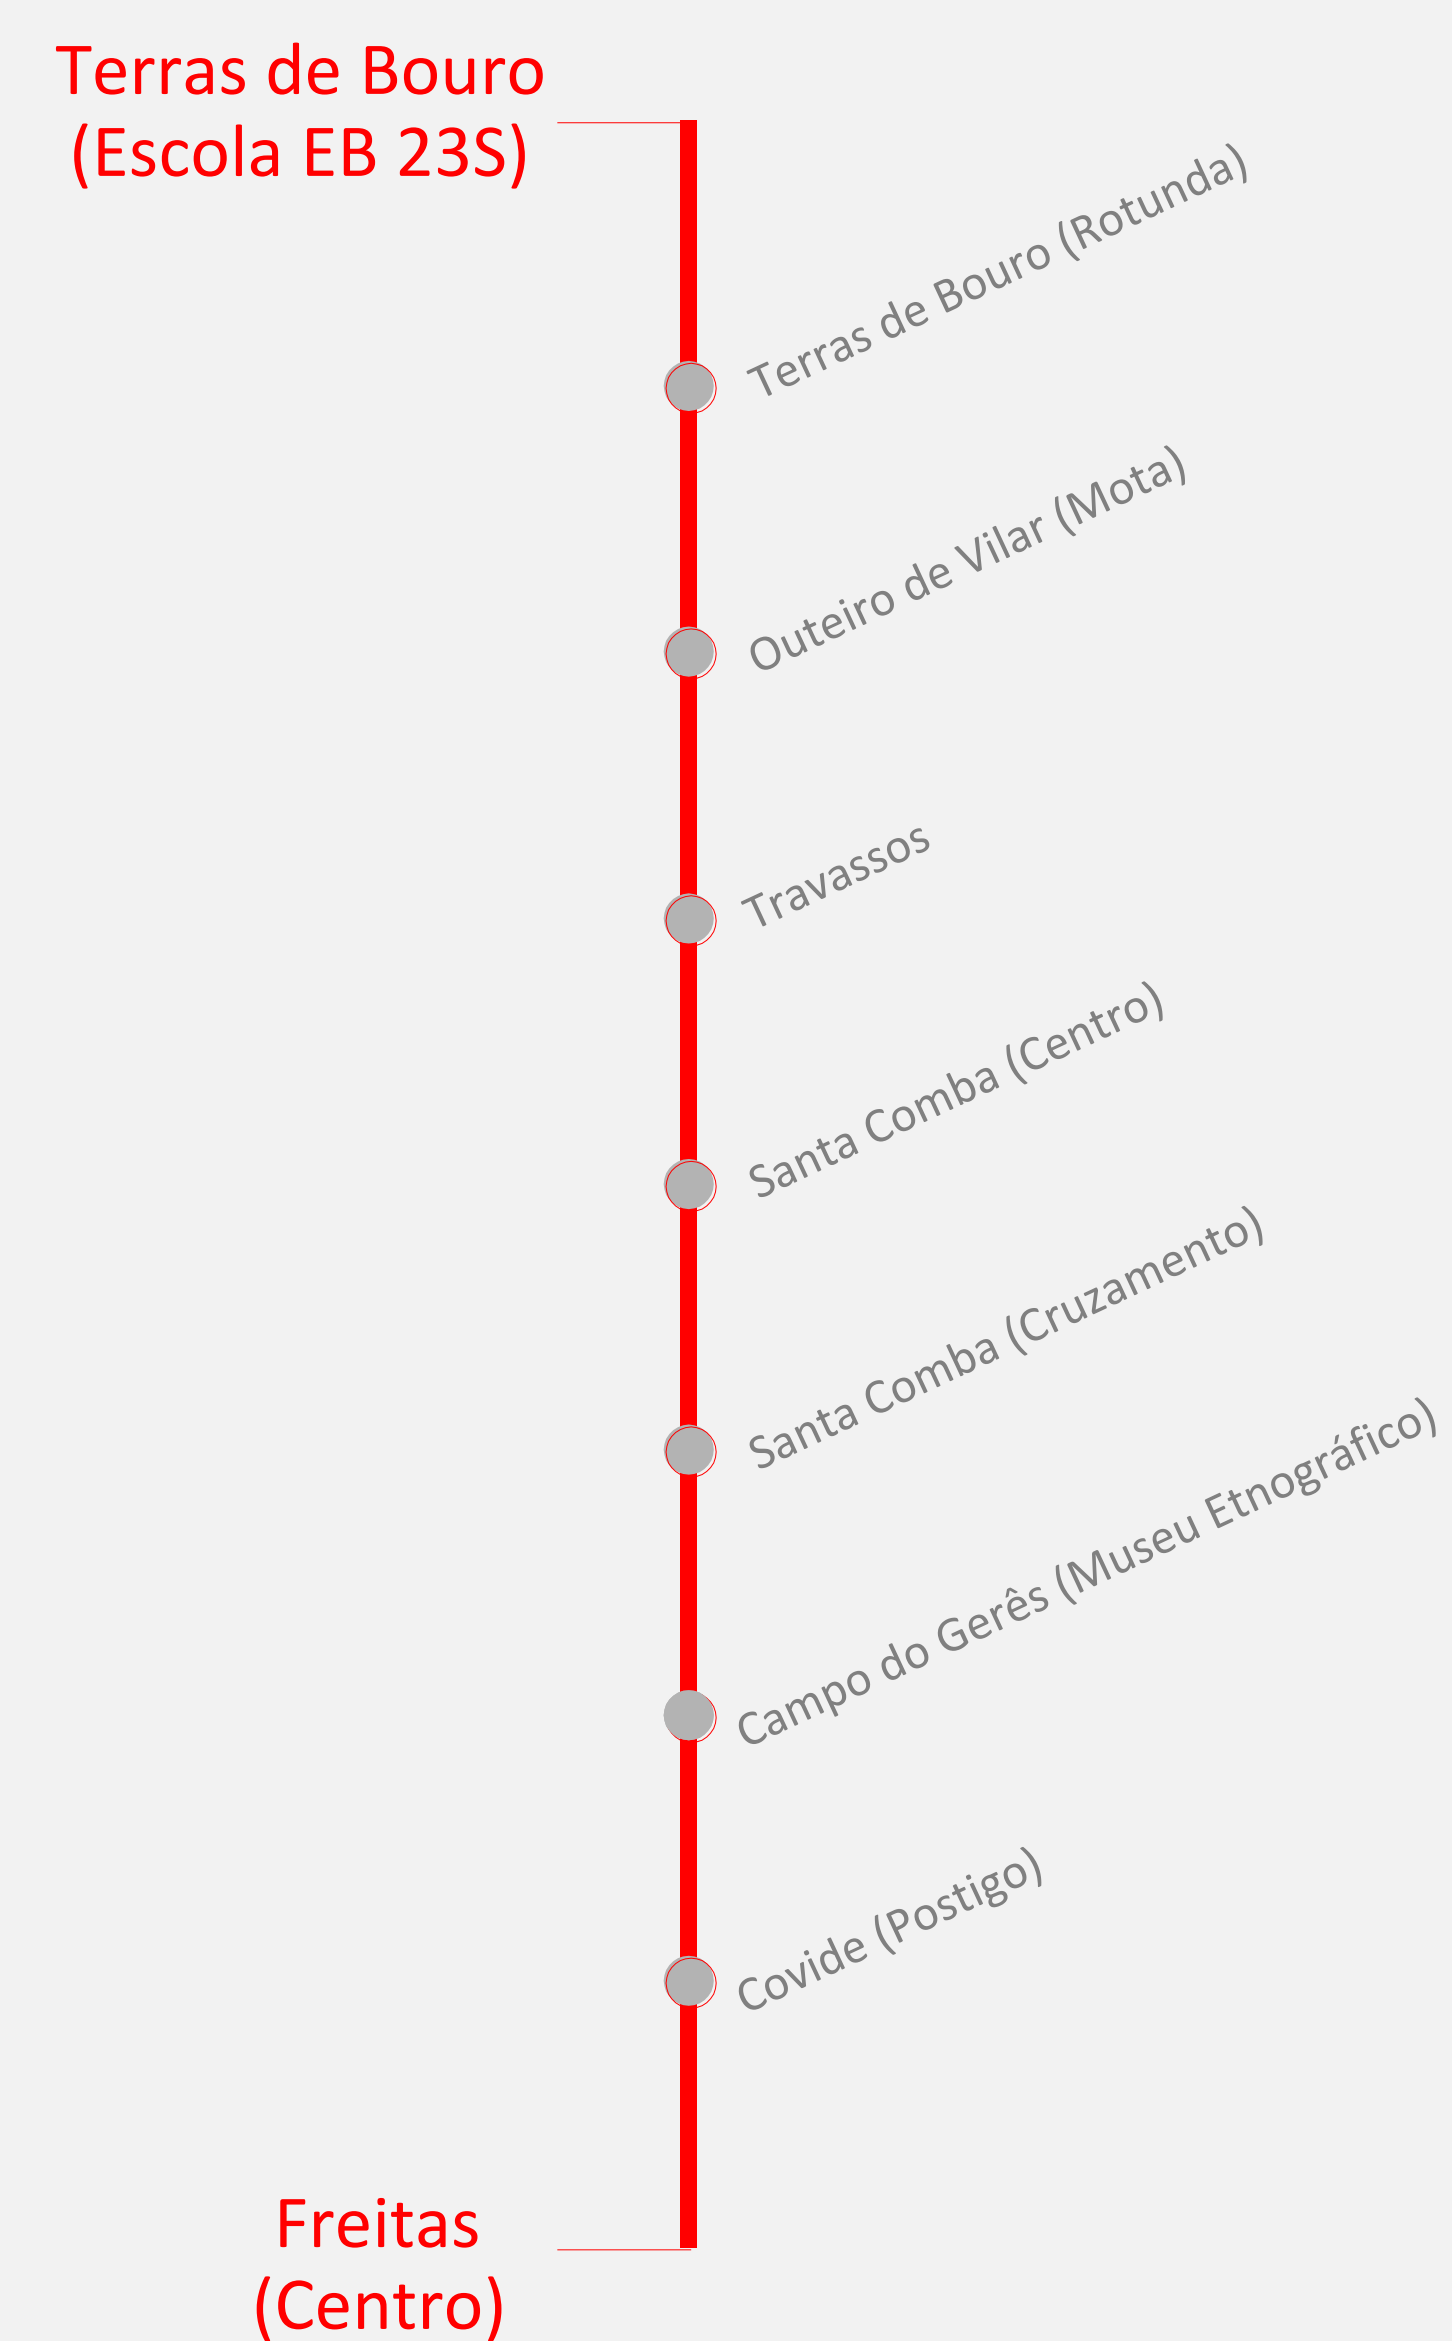 Terras de Bouro
(Escola EB 23S)
Terras de Bouro (Rotunda)
Outeiro de Vilar (Mota)
Travassos
Santa Comba (Centro)
Santa Comba (Cruzamento)
Campo do Gerês (Museu Etnográfico)
Covide (Postigo)
Freitas
(Centro)